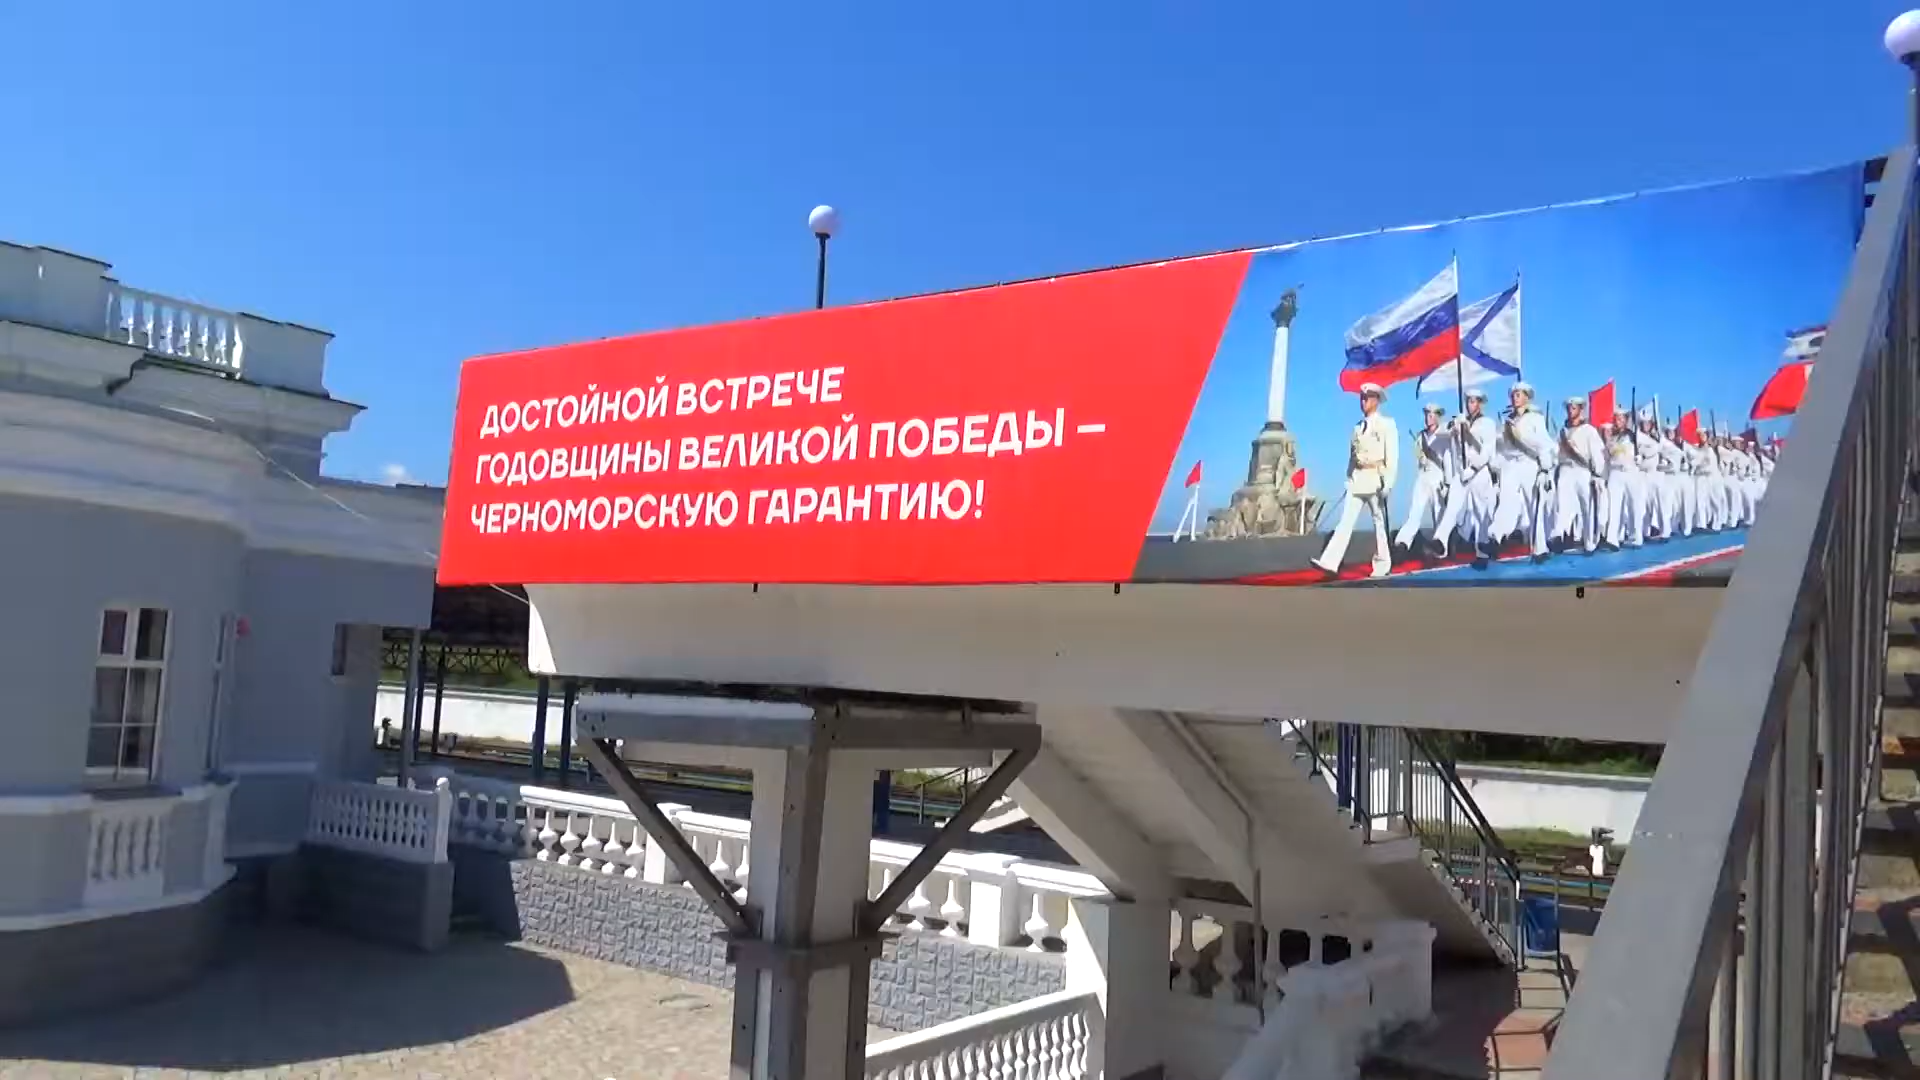 ДОСТОЙНОЙ ВСТРЕЧЕ
ГОДОВЩИНЫ ВЕЛИКОЙ ПОБЕДЫ –
ЧЕРНОМОРСКУЮ ГАРАНТИЮ!